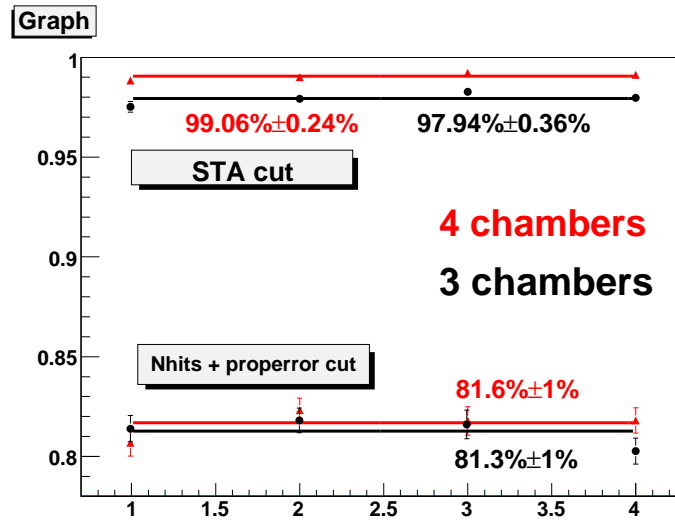 Graph
1
99.06%±0.24%
97.94%±0.36%
0.95
STA cut
4 chambers
0.9
3 chambers
0.85
Nhits + properror cut
81.6%±1%
0.8
81.3%±1%
1 1.5 2 2.5 3 3.5 4